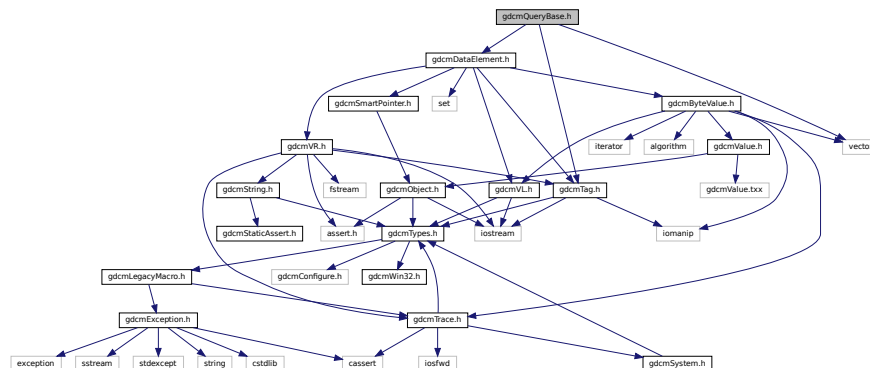 gdcmQueryBase.h
gdcmDataElement.h
gdcmSmartPointer.h
set
gdcmByteValue.h
gdcmVR.h
iterator
algorithm
gdcmValue.h
vecto
gdcmString.h
fstream
gdcmObject.h
gdcmVL.h
gdcmTag.h
gdcmValue.txx
gdcmStaticAssert.h
assert.h
gdcmTypes.h
iostream
iomanip
gdcmLegacyMacro.h
gdcmConfigure.h
gdcmWin32.h
gdcmException.h
gdcmTrace.h
exception
sstream
stdexcept
string
cstdlib
cassert
iosfwd
gdcmSystem.h